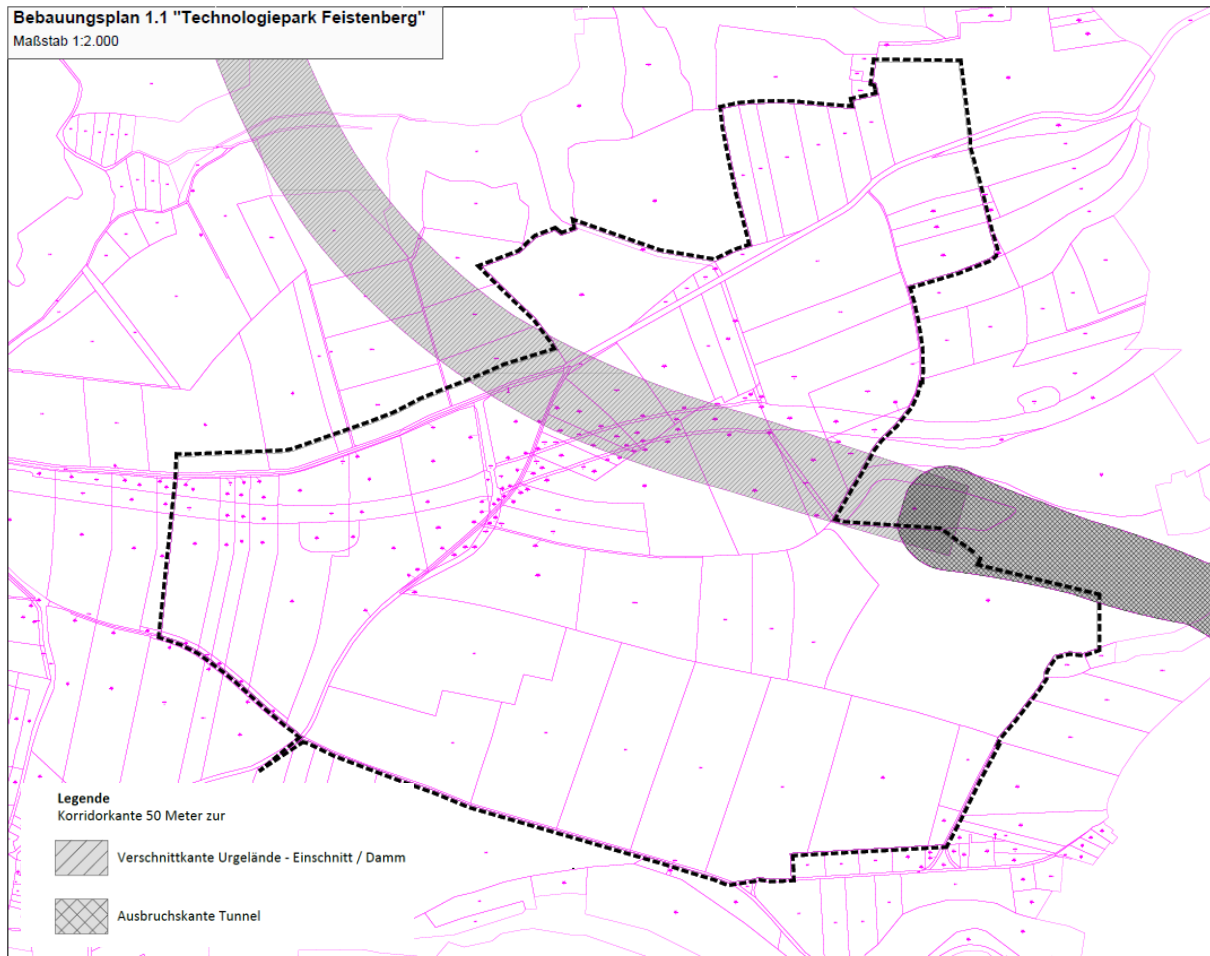 Bebauungsplan 1.1 "Technologiepark Feistenberg"
Maßstab 1:2.000
Legende
Korridorkante 50 Meter zur
Verschnittkante Urgelände - Einschnitt / Damm
Ausbruchskante Tunnel